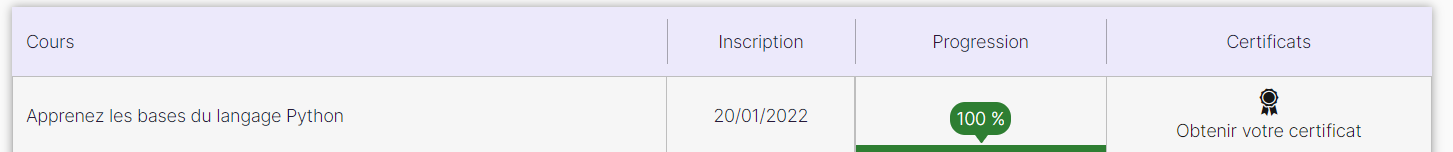 Cours Inscription Progression Certificats
Apprenez les bases du langage Python 20/01/2022 100 %
Obtenir votre certificat